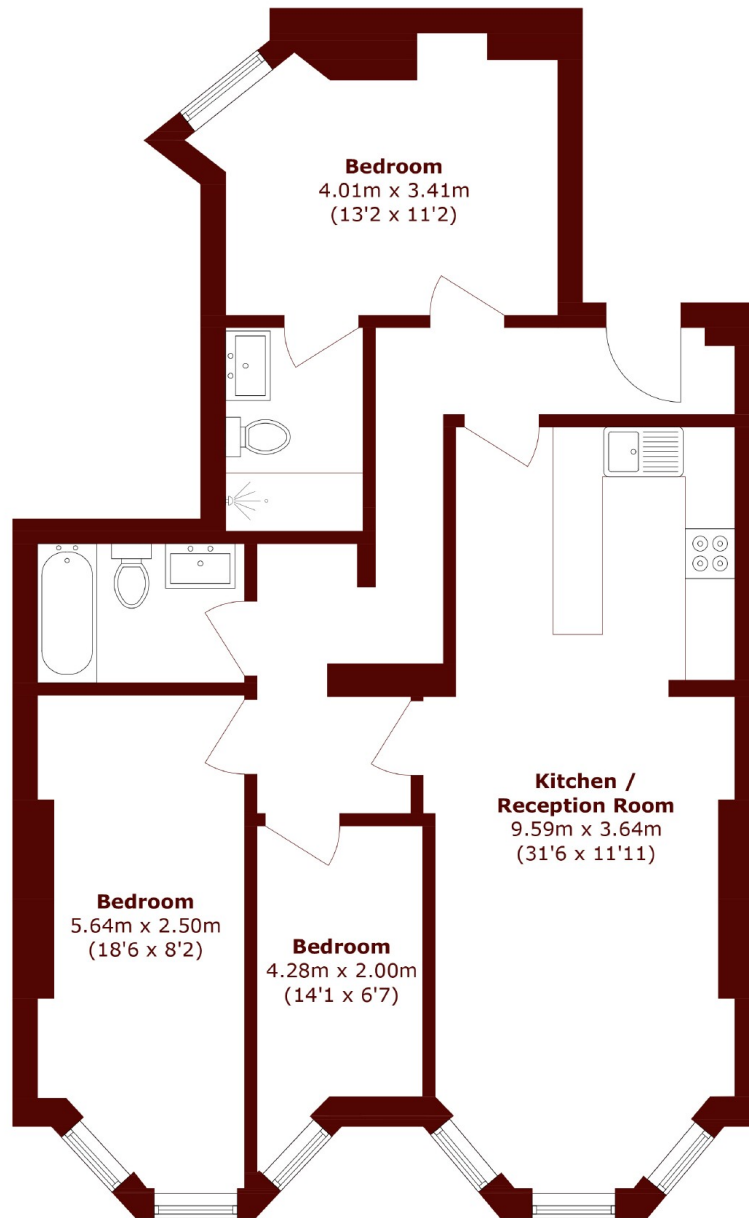 Bedroom
4.01m x 3.41m
(13'2 x 11'2)
Kitchen /
Reception Room
9.59m x 3.64m
(31'6 x 11'11)
Bedroom
5.64m x 2.50m
(18'6 x 8'2)
Bedroom
4.28m x 2.00m
(14'1 x 6'7)